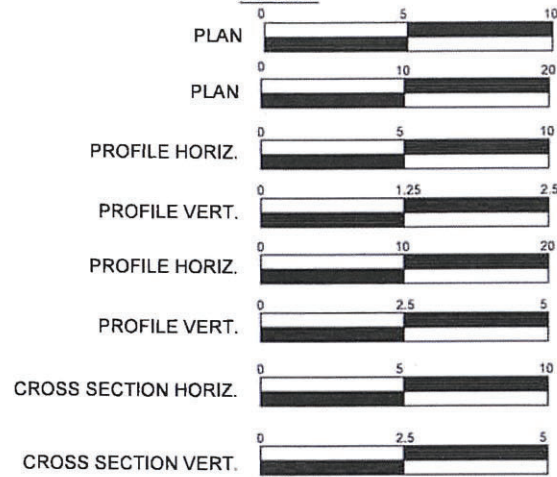 0 5 10
PLAN
0 10 20
PLAN
0 5 10
PROFILE HORIZ.
0 1.25 2.5
PROFILE VERT.
0 10 20
PROFILE HORIZ.
0 2.5 5
PROFILE VERT.
0 5 10
CROSS SECTION HORIZ.
0 2.5 5
CROSS SECTION VERT.